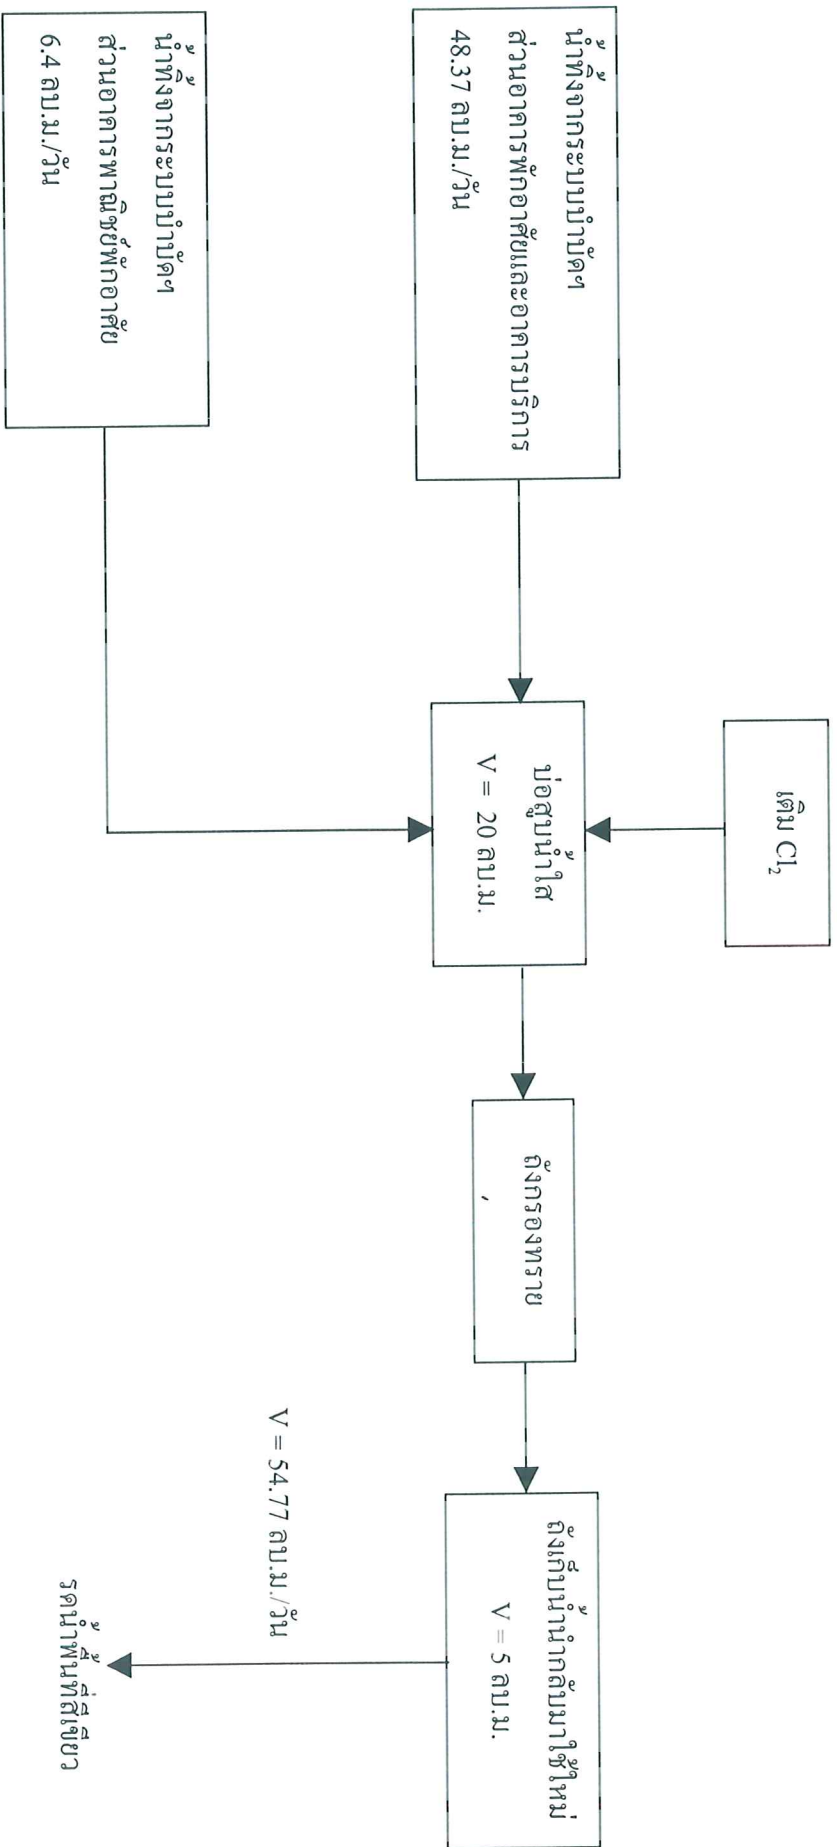 น้ำทิ้งจากระบบบำบัดฯ
ส่วนอาคารพักอาศัยและอาคารบริการ
48.37 ลบ.ม./วัน
น้ำทิ้งจากระบบบำบัดฯ
ส่วนอาคารพาณิชย์พักอาศัย
6.4 ลบ.ม./วัน
เติม Cl₂
บ่อสูบน้ำใส
V = 20 ลบ.ม.
ถังกรองทราย
ถังเก็บน้ำนำกลับมาใช้ใหม่
V = 5 ลบ.ม.
V = 54.77 ลบ.ม./วัน
รดน้ำพื้นที่สีเขียว